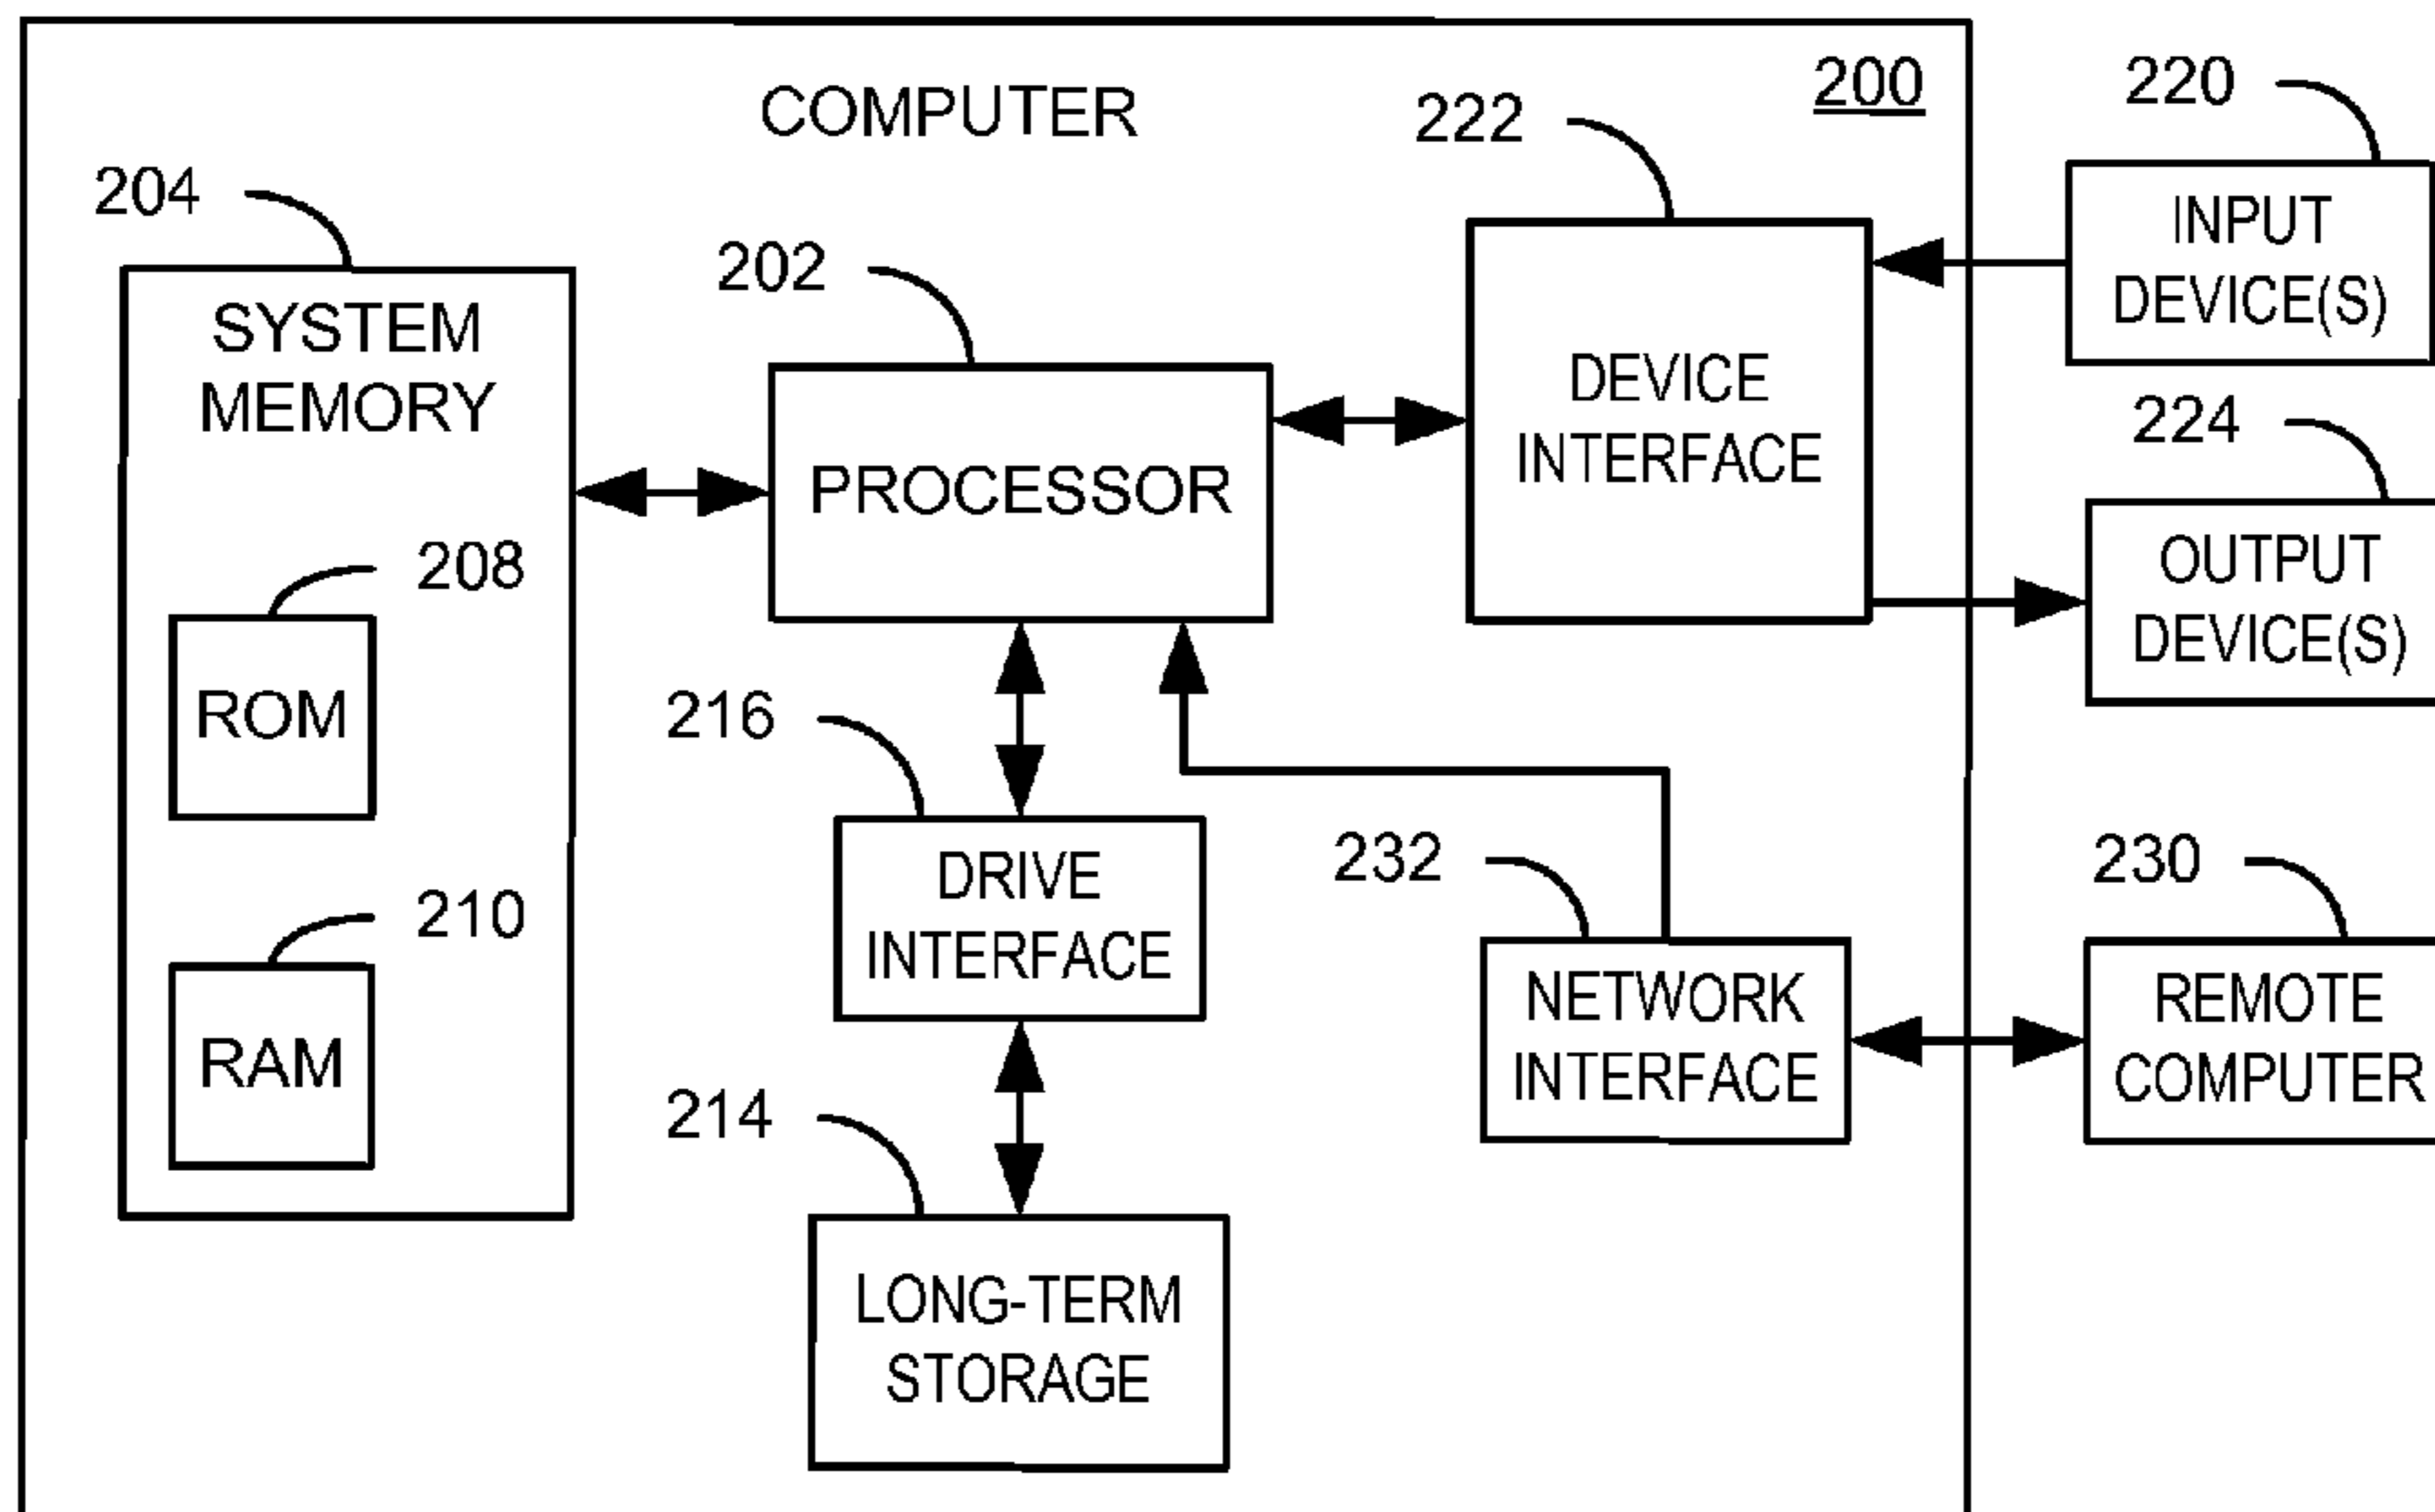 COMPUTER
200
220
222
204
202
INPUT
DEVICE(S)
SYSTEM
MEMORY
DEVICE
INTERFACE
224
PROCESSOR
OUTPUT
DEVICE(S)
208
ROM
216
210
RAM
DRIVE
INTERFACE
232
230
NETWORK
INTERFACE
REMOTE
COMPUTER
214
LONG-TERM
STORAGE